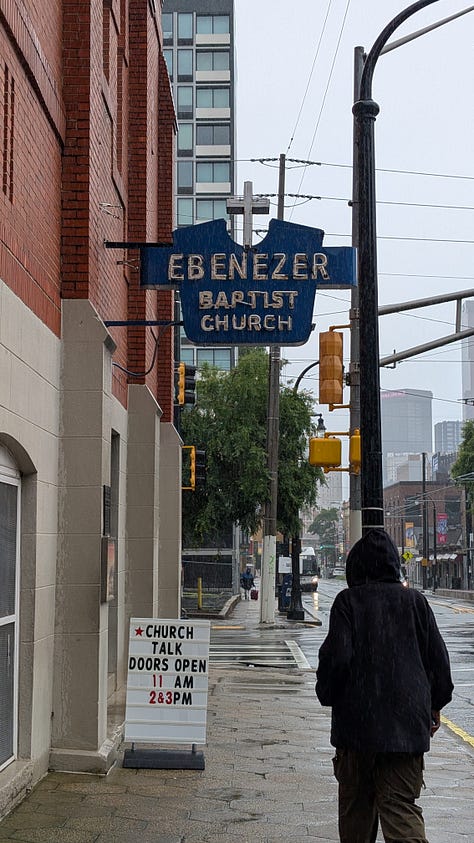 EBENEZER
BAPTIST
CHURCH
★CHURCH
TALK
DOORS OPEN
11 AM
2&3PM